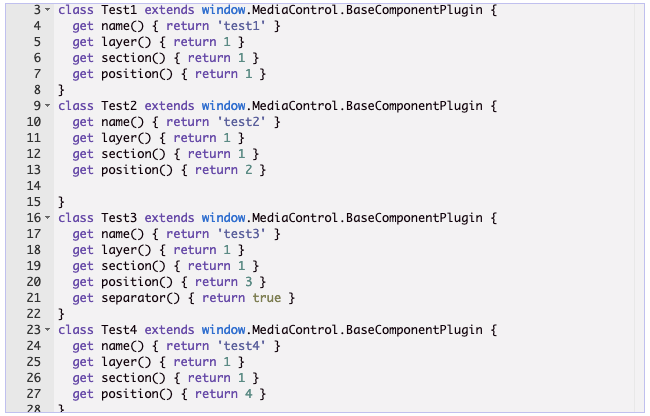 3 class Test1 extends window.MediaControl.BaseComponentPlugin {
4   get name() { return 'test1' }
5   get layer() { return 1 }
6   get section() { return 1 }
7   get position() { return 1 }
8 }
9 class Test2 extends window.MediaControl.BaseComponentPlugin {
10   get name() { return 'test2' }
11   get layer() { return 1 }
12   get section() { return 1 }
13   get position() { return 2 }
14
15 }
16 class Test3 extends window.MediaControl.BaseComponentPlugin {
17   get name() { return 'test3' }
18   get layer() { return 1 }
19   get section() { return 1 }
20   get position() { return 3 }
21   get separator() { return true }
22 }
23 class Test4 extends window.MediaControl.BaseComponentPlugin {
24   get name() { return 'test4' }
25   get layer() { return 1 }
26   get section() { return 1 }
27   get position() { return 4 }
28 }